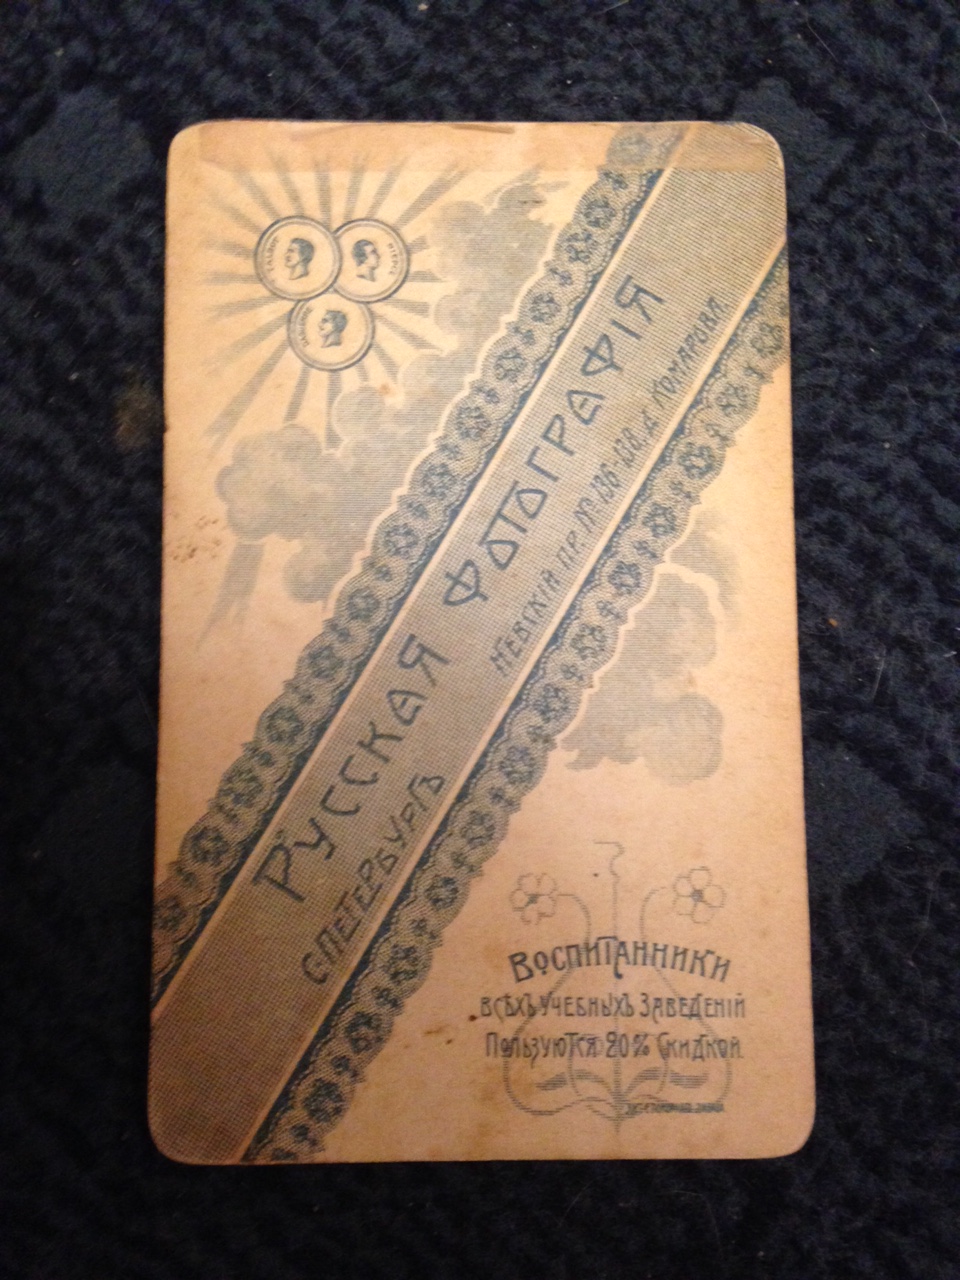 Русская Фотографія
С.Петербургъ
Невскій пр. № 136-138. д. Комарова
Воспитанники
всѣхъ учебныхъ заведеній
пользуются 20% скидкой.